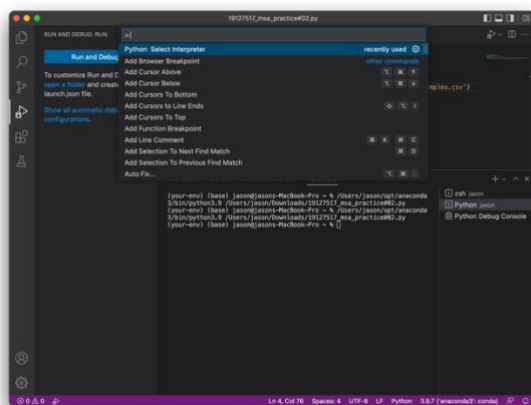 19127517_msa_practice#02.py
RUN AND DEBUG: RUN
Run and Debug
To customize Run and D
open a folder and create
launch.json file.
Show all automatic debu
configurations.
>
Python: Select Interpreter recently used
Add Browser Breakpoint other commands
Add Cursor Above ⌥ ⌘ ↑
Add Cursor Below ⌥ ⌘ ↓
Add Cursors To Bottom
Add Cursors to Line Ends ⇧ ⌥ I
Add Cursors To Top
Add Function Breakpoint
Add Line Comment ⌘ K ⌘ C
Add Selection To Next Find Match ⌘ D
Add Selection To Previous Find Match
Auto Fix... ⌥ ⌘ .
mples.csv")
(your-env) (base) jason@jasons-MacBook-Pro ~ % /Users/jason/opt/anaconda
3/bin/python3.9 /Users/jason/Downloads/19127517_msa_practice#02.py
(your-env) (base) jason@jasons-MacBook-Pro ~ % /Users/jason/opt/anaconda
3/bin/python3.9 /Users/jason/Downloads/19127517_msa_practice#02.py
(your-env) (base) jason@jasons-MacBook-Pro ~ %
zsh jason
Python jason
Python Debug Console
0 0 Ln 4, Col 76 Spaces: 4 UTF-8 LF Python 3.9.7 ('anaconda3': conda)